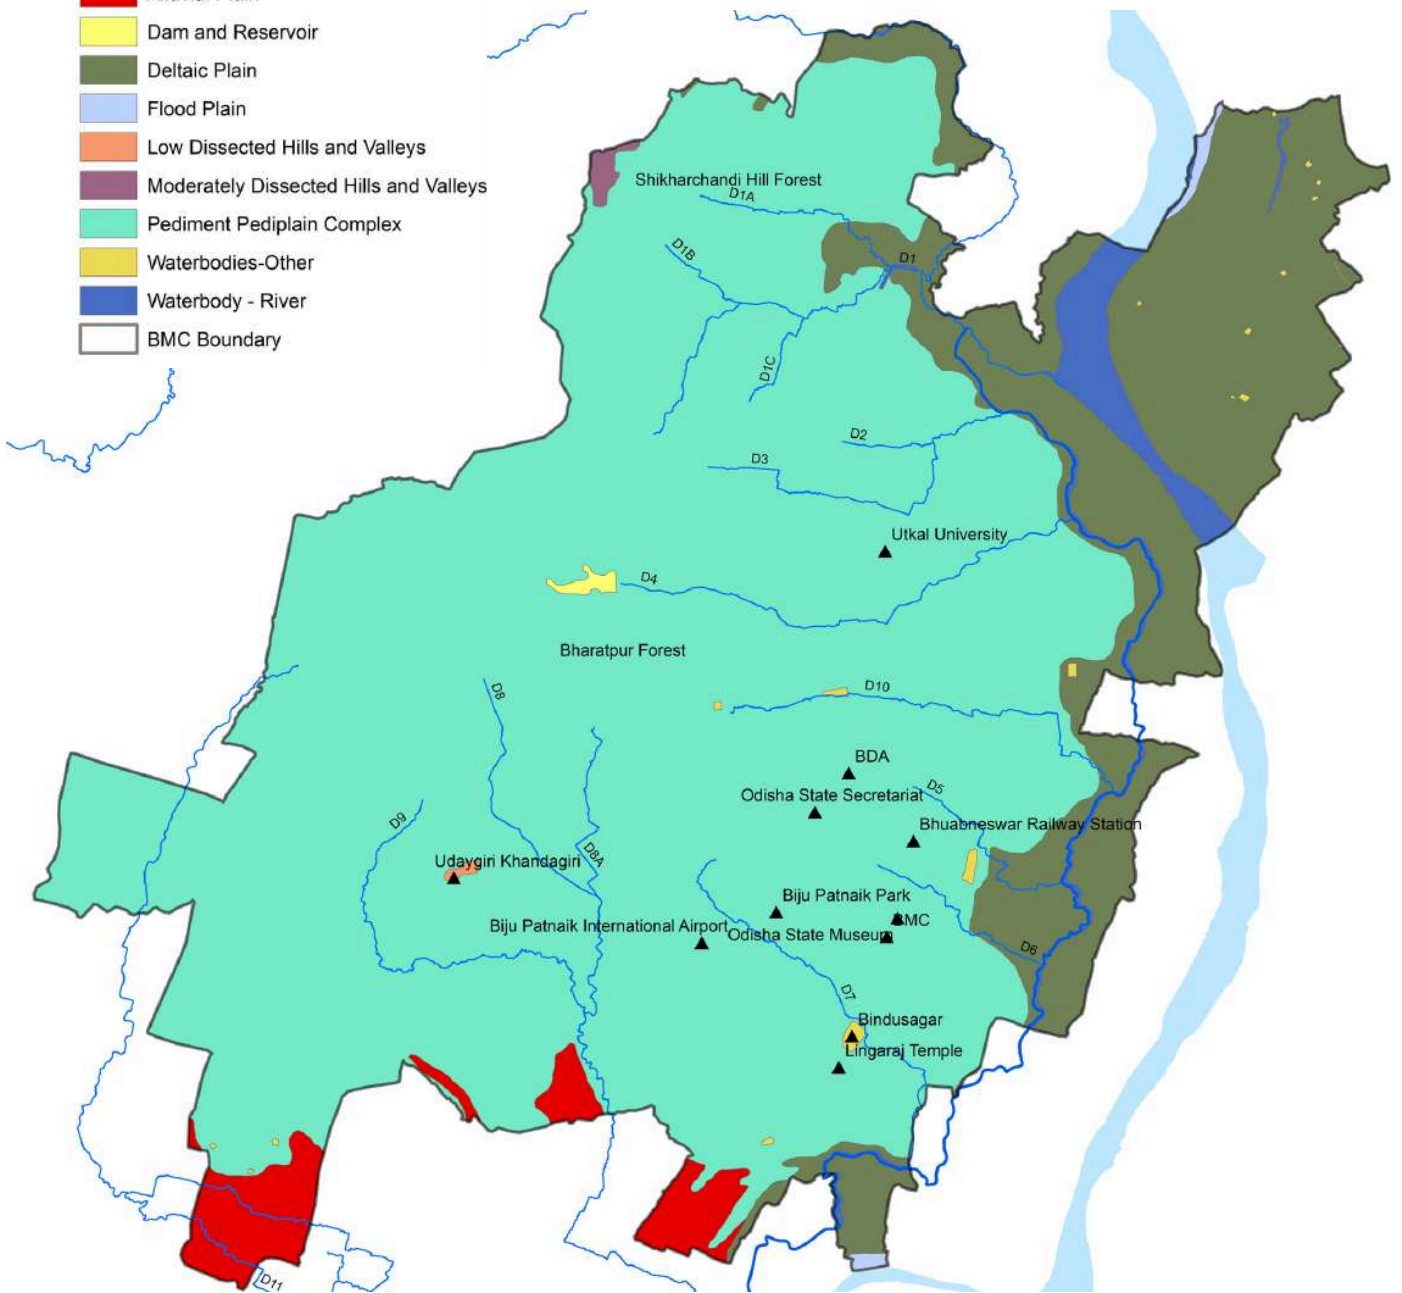 Dam and Reservoir
Deltaic Plain
Flood Plain
Low Dissected Hills and Valleys
Moderately Dissected Hills and Valleys
Pediment Pediplain Complex
Waterbodies-Other
Waterbody - River
BMC Boundary
Shikharchandi Hill Forest
D1A
D1B
D1
D1C
D2
D3
Utkal University
D4
Bharatpur Forest
D8
D10
BDA
D5
Odisha State Secretariat
Bhuabneswar Railway Station
D9
D8A
Udaygiri Khandagiri
Biju Patnaik Park
BMC
Biju Patnaik International Airport
Odisha State Museum
D6
D7
Bindusagar
Lingaraj Temple
D11